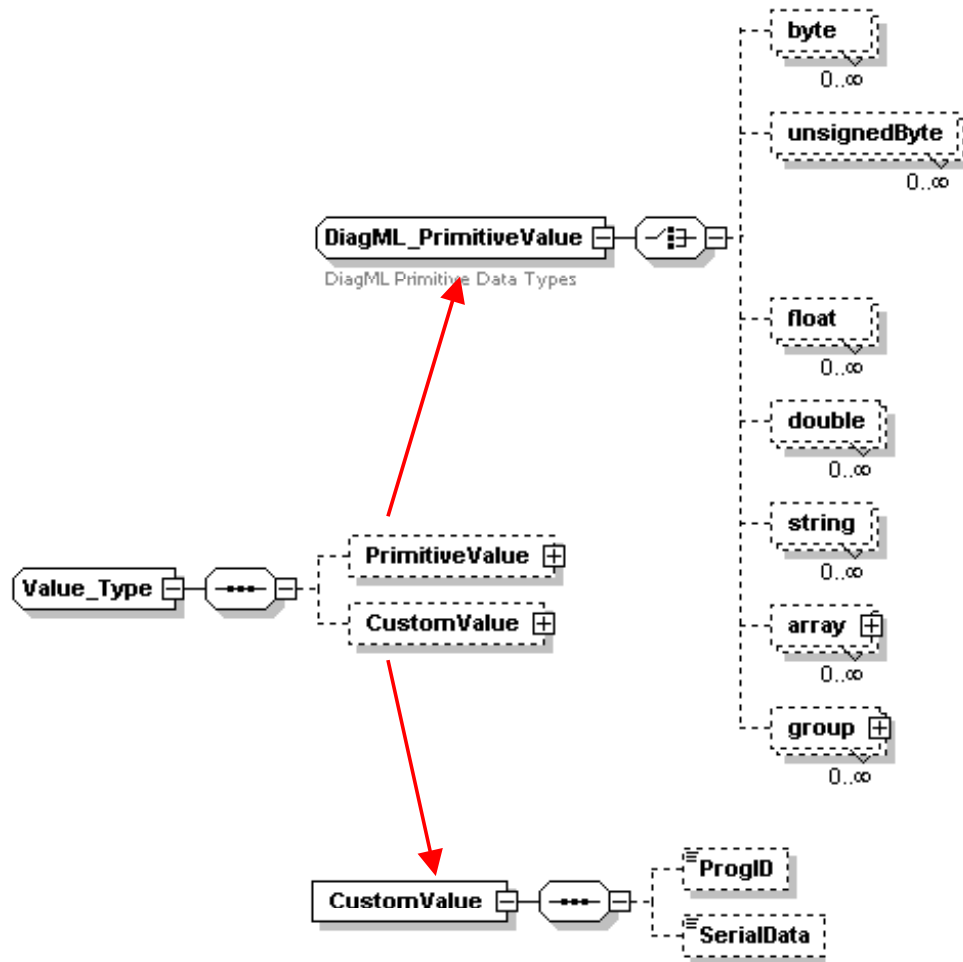 byte
0..∞
unsignedByte
0..∞
DiagML_PrimitiveValue
DiagML Primitive Data Types
float
0..∞
double
0..∞
string
0..∞
PrimitiveValue
Value_Type
CustomValue
array
0..∞
group
0..∞
ProgID
CustomValue
SerialData